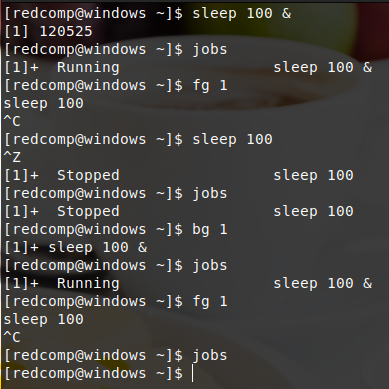 [redcomp@windows ~]$ sleep 100 &
[1] 120525
[redcomp@windows ~]$ jobs
[1]+  Running                 sleep 100 &
[redcomp@windows ~]$ fg 1
sleep 100
^C
[redcomp@windows ~]$ sleep 100
^Z
[1]+  Stopped                 sleep 100
[redcomp@windows ~]$ jobs
[1]+  Stopped                 sleep 100
[redcomp@windows ~]$ bg 1
[1]+ sleep 100 &
[redcomp@windows ~]$ jobs
[1]+  Running                 sleep 100 &
[redcomp@windows ~]$ fg 1
sleep 100
^C
[redcomp@windows ~]$ jobs
[redcomp@windows ~]$